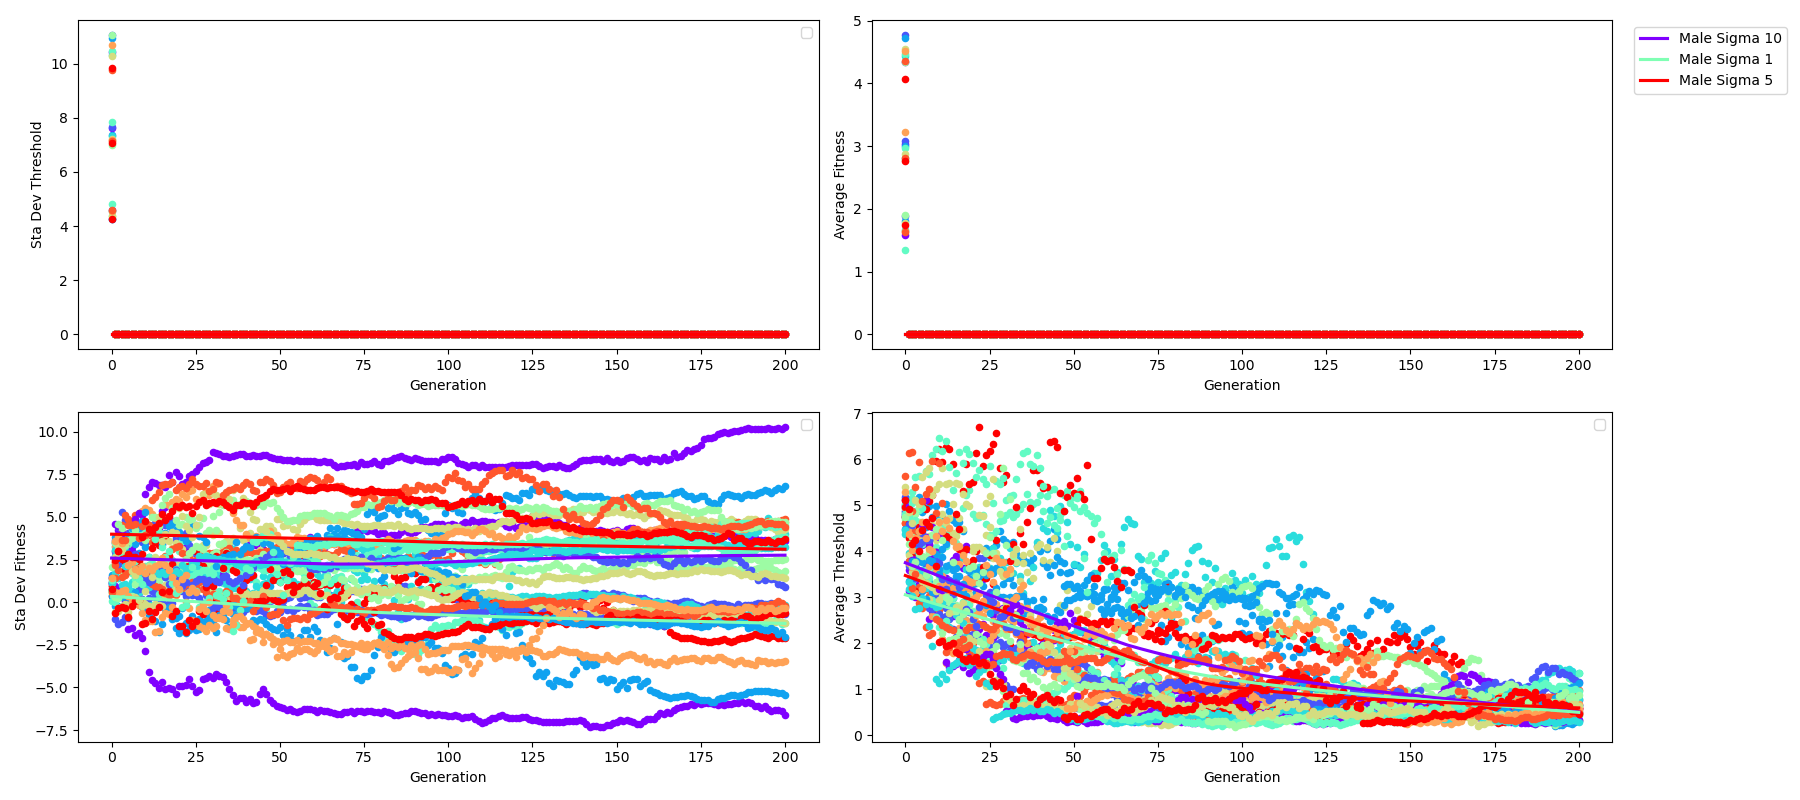 Sta Dev Threshold
10
8
6
4
2
0
0 25 50 75 100 125 150 175 200
Generation
Average Fitness
5
4
3
2
1
0
0 25 50 75 100 125 150 175 200
Generation
Male Sigma 10
Male Sigma 1
Male Sigma 5
Sta Dev Fitness
10.0
7.5
5.0
2.5
0.0
−2.5
−5.0
−7.5
0 25 50 75 100 125 150 175 200
Generation
Average Threshold
7
6
5
4
3
2
1
0
0 25 50 75 100 125 150 175 200
Generation